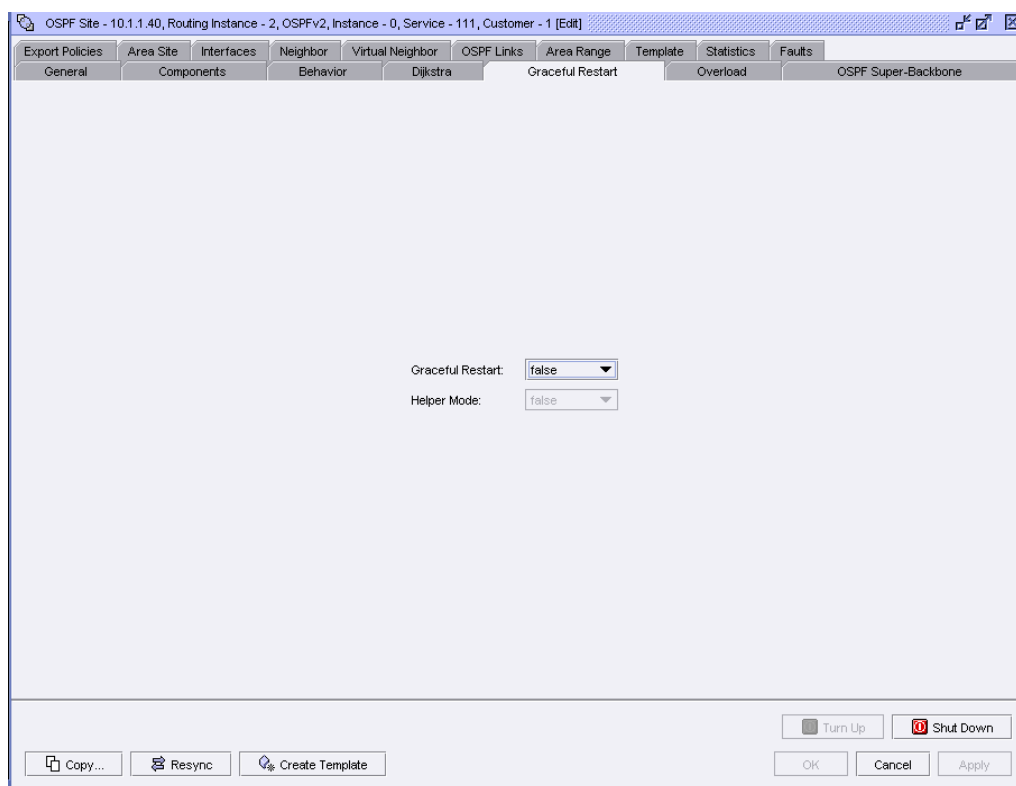 OSPF Site - 10.1.1.40, Routing Instance - 2, OSPFv2, Instance - 0, Service - 111, Customer - 1 [Edit]
Export Policies Area Site Interfaces Neighbor Virtual Neighbor OSPF Links Area Range Template Statistics Faults
General Components Behavior Dijkstra Graceful Restart Overload OSPF Super-Backbone
Graceful Restart: false
Helper Mode: false
Turn Up Shut Down
Copy... Resync Create Template OK Cancel Apply